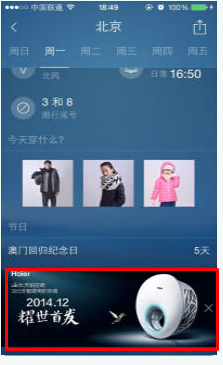 中国联通
18:49
100%
北京
周日 周一 周二 周三 周四 周五
北风
日落 16:50
3 和 8
限行尾号
今天穿什么?
节日
澳门回归纪念日
5天
Haier
2014.12
耀世首发